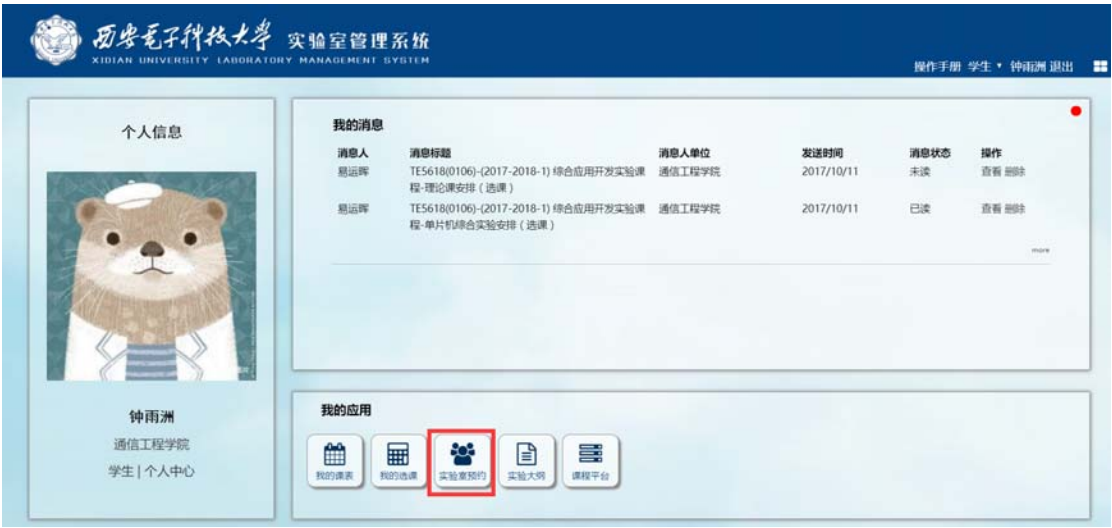 西安电子科技大学 实验室管理系统
XIDIAN UNIVERSITY LABORATORY MANAGEMENT SYSTEM
操作手册 学生 钟雨洲 退出
个人信息
钟雨洲
通信工程学院
学生 | 个人中心
我的消息
消息人 消息标题 消息人单位 发送时间 消息状态 操作
易运晖 TE5618(0106)-(2017-2018-1) 综合应用开发实验课 通信工程学院 2017/10/11 未读 查看 删除
程-理论课安排 ( 选课 )
易运晖 TE5618(0106)-(2017-2018-1) 综合应用开发实验课 通信工程学院 2017/10/11 已读 查看 删除
程-单片机综合实验安排 ( 选课 )
more
我的应用
我的课表 我的选课 实验室预约 实验大纲 课程平台